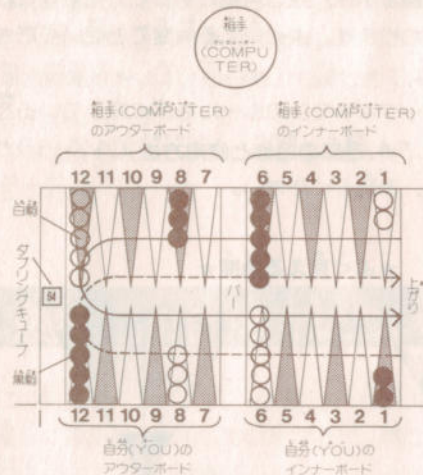 相手
(COMPU
TER)
相手(COMPUTER)
のアウターボード
相手(COMPUTER)
のインナーボード
12 11 10 9 8 7
6 5 4 3 2 1
白駒
ダブリングキューブ
64
黒駒
バー
上がり
12 11 10 9 8 7
6 5 4 3 2 1
自分(YOU)の
アウターボード
自分(YOU)の
インナーボード